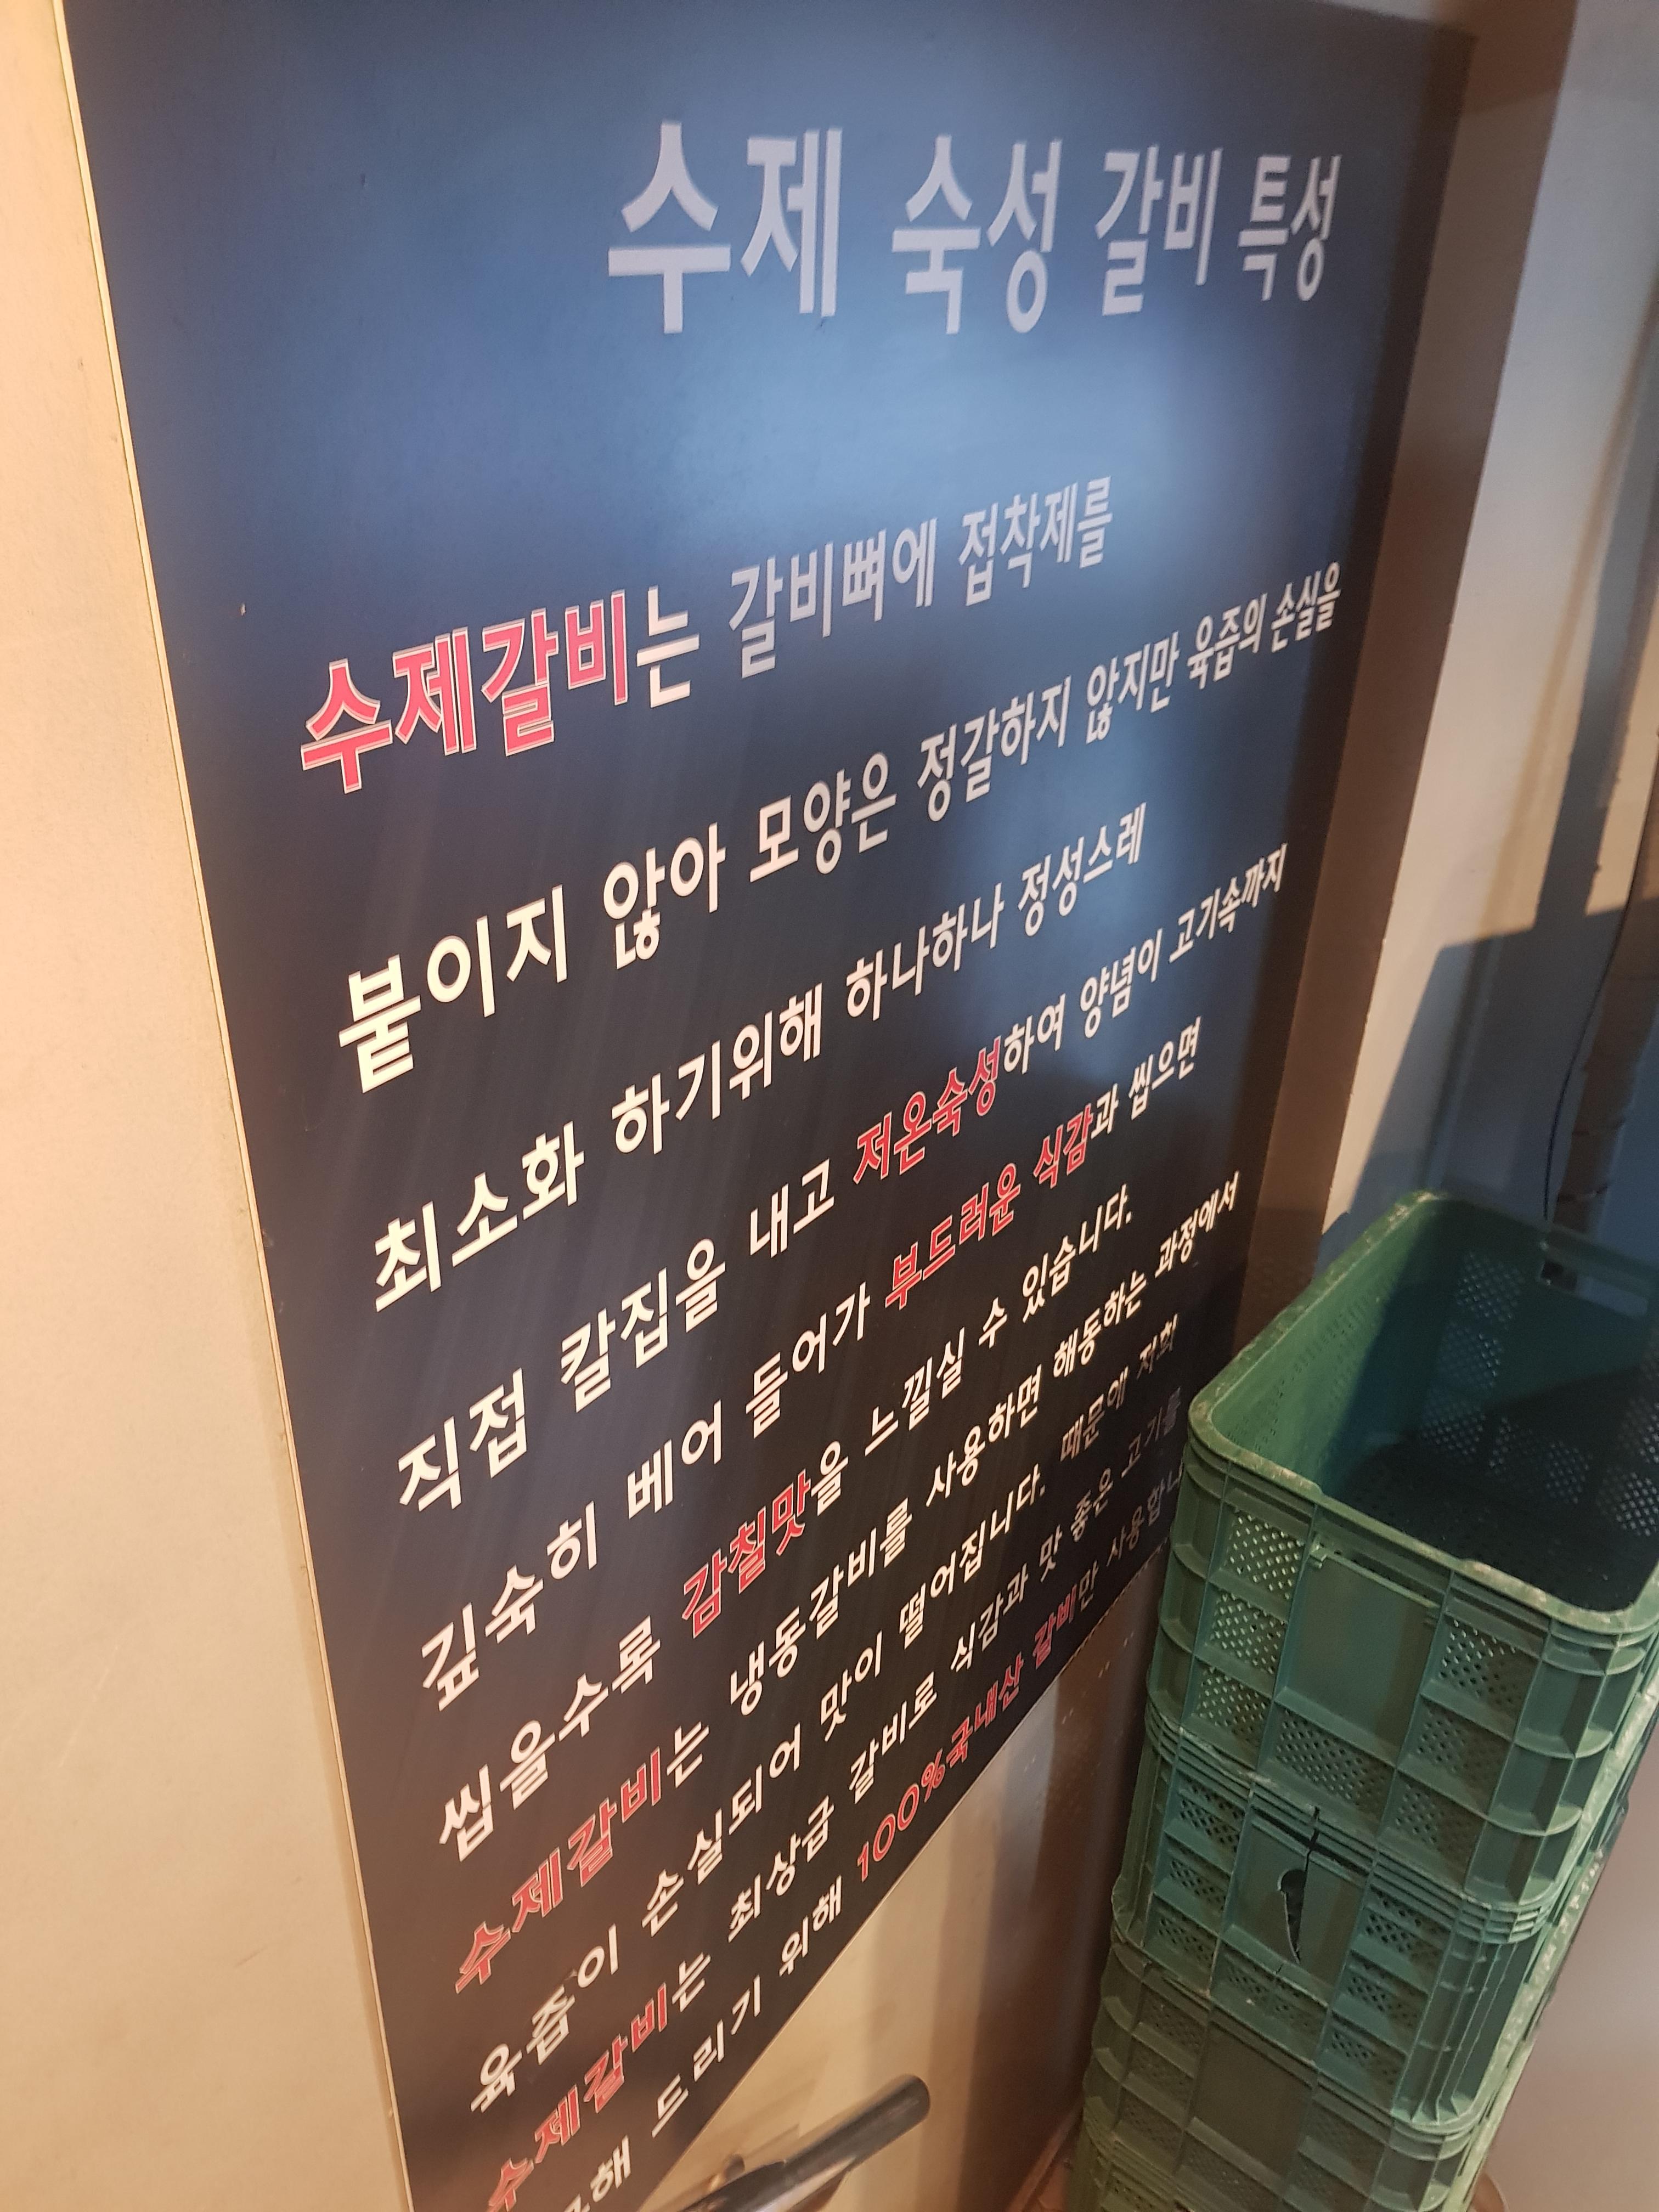 수제 숙성 갈비 특성
수제갈비는 갈비뼈에 접착제를
붙이지 않아 모양은 정갈하지 않지만 육즙의 손실을
최소화 하기위해 하나하나 정성스레
직접 칼집을 내고 저온숙성하여 양념이 고기속까지
깊숙히 베어 들어가 부드러운 식감과 씹으면
씹을수록 감칠맛을 느낄실 수 있습니다.
수제갈비는 냉동갈비를 사용하면 해동하는 과정에서
육즙이 손실되어 맛이 떨어집니다. 때문에 저희
수제갈비는 최상급 갈비로 식감과 맛 좋은 고기를
드리기 위해 100%국내산 갈비만